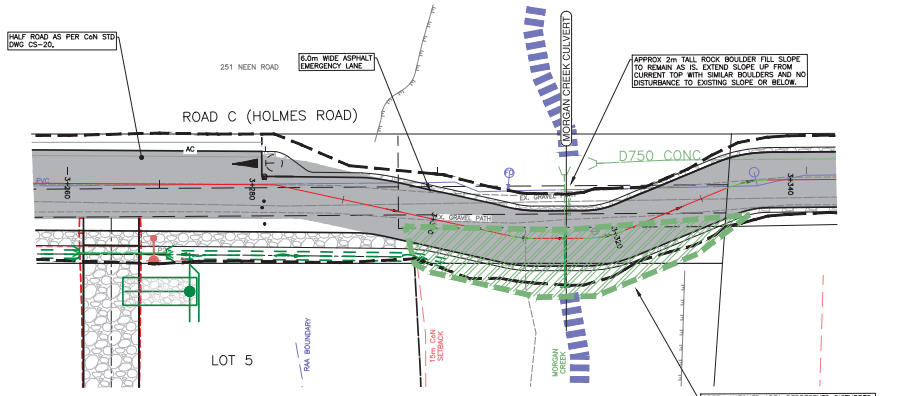 HALF ROAD AS PER CoN STD
DWG CS-20.
251 NEEN ROAD
6.0m WIDE ASPHALT
EMERGENCY LANE
MORGAN CREEK CULVERT
APPROX 2m TALL ROCK BOULDER FILL SLOPE
TO REMAIN AS IS. EXTEND SLOPE UP FROM
CURRENT TOP WITH SIMILAR BOULDERS AND NO
DISTURBANCE TO EXISTING SLOPE OR BELOW.
ROAD C (HOLMES ROAD)
AC
D750 CONC
PVC
3+260
3+280
PD
EX. GRAVEL
3+340
EX. GRAVEL PATH
3+320
LOT 5
RAA BOUNDARY
15m CoN
SETBACK
MORGAN
CREEK